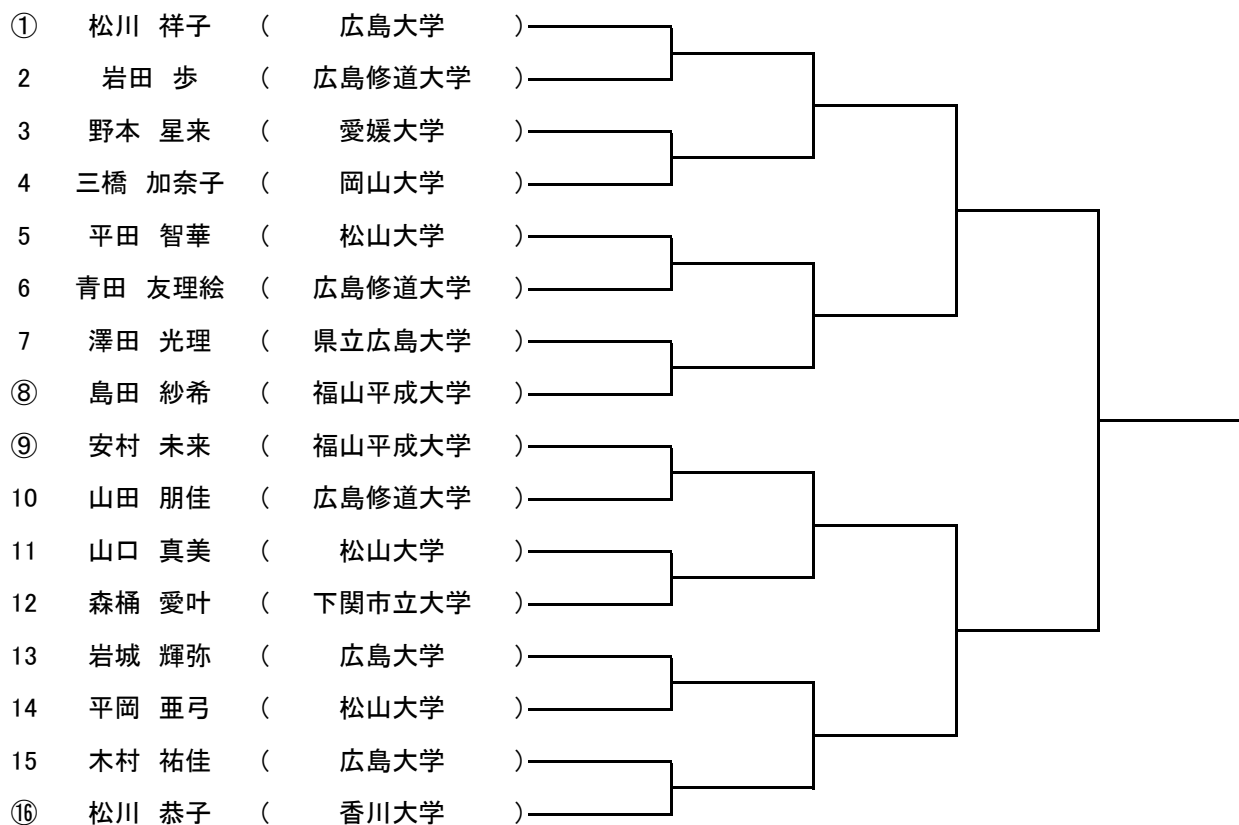 ① 松川 祥子 ( 広島大学 )
2 岩田 歩 ( 広島修道大学 )
3 野本 星来 ( 愛媛大学 )
4 三橋 加奈子 ( 岡山大学 )
5 平田 智華 ( 松山大学 )
6 青田 友理絵 ( 広島修道大学 )
7 澤田 光理 ( 県立広島大学 )
⑧ 島田 紗希 ( 福山平成大学 )
⑨ 安村 未来 ( 福山平成大学 )
10 山田 朋佳 ( 広島修道大学 )
11 山口 真美 ( 松山大学 )
12 森桶 愛叶 ( 下関市立大学 )
13 岩城 輝弥 ( 広島大学 )
14 平岡 亜弓 ( 松山大学 )
15 木村 祐佳 ( 広島大学 )
⑯ 松川 恭子 ( 香川大学 )